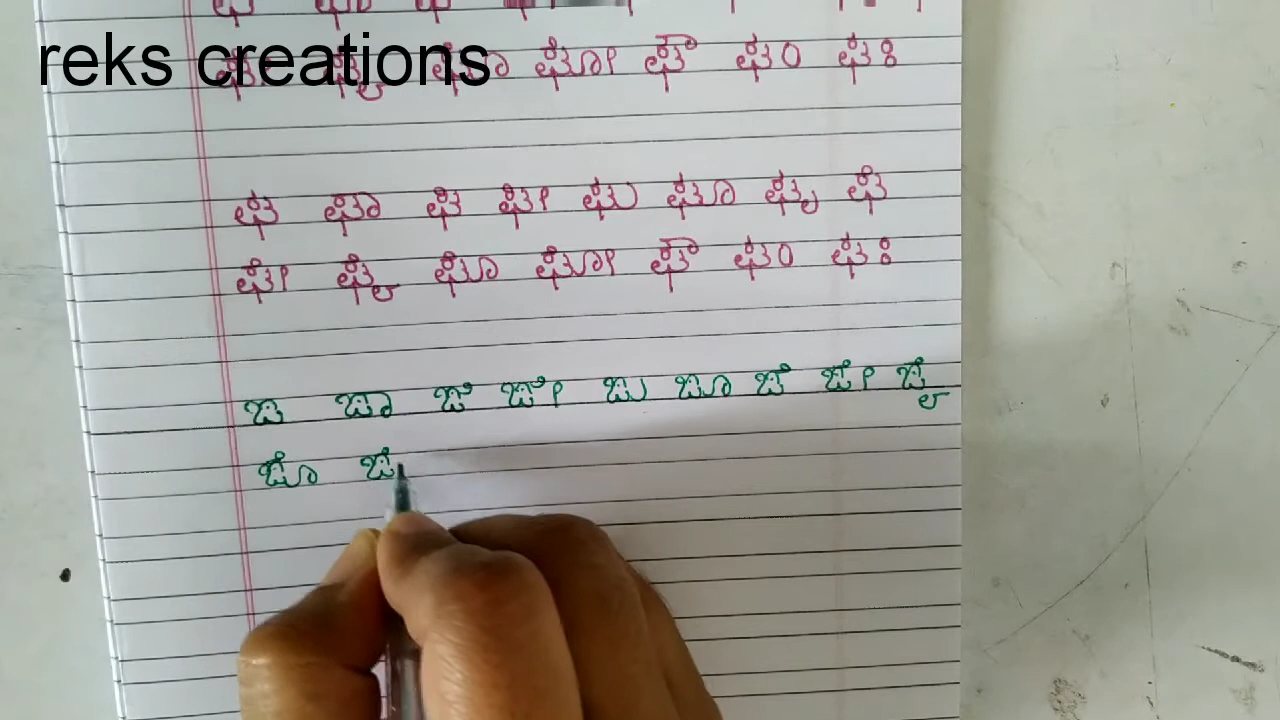 reks creations
ಘೇ ಘೈ ಘೊ ಘೋ ಘೌ ಘಂ ಘಃ
ಘ ಘಾ ಘಿ ಘೀ ಘು ಘೂ ಘೃ ಘೆ
ಘೇ ಘೈ ಘೊ ಘೋ ಘೌ ಘಂ ಘಃ
ಜ ಜಾ ಜಿ ಜೀ ಜು ಜೂ ಜೆ ಜೇ ಜೈ
ಜೊ ಜೆ